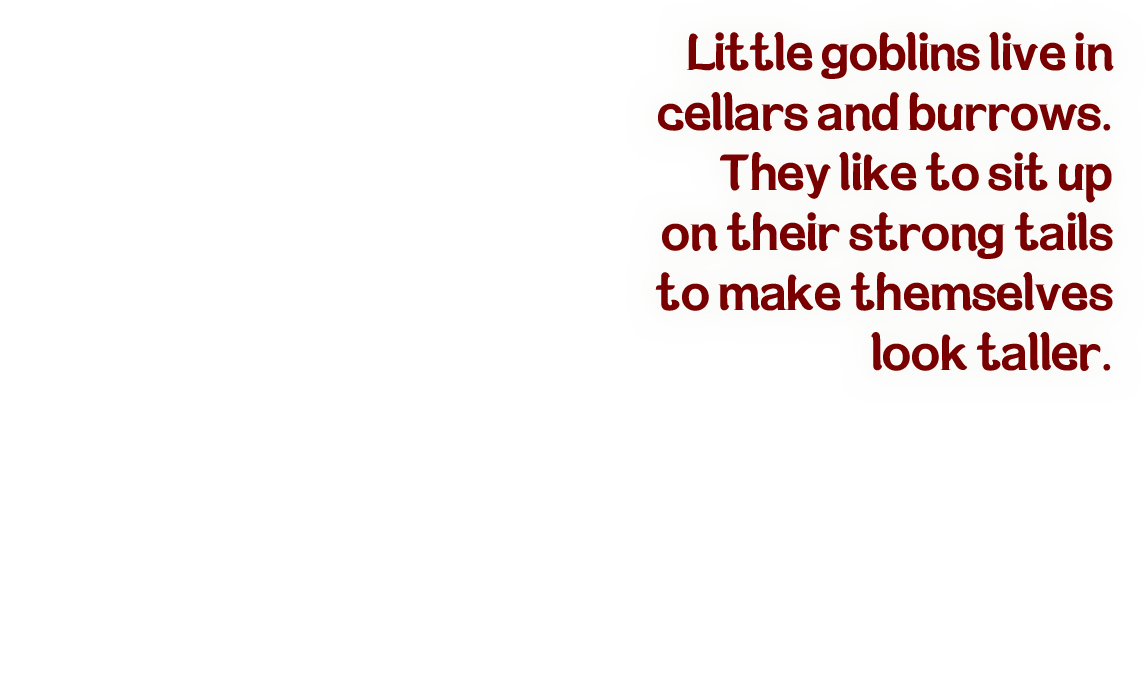 Little goblins live in
cellars and burrows.
They like to sit up
on their strong tails
to make themselves
look taller.